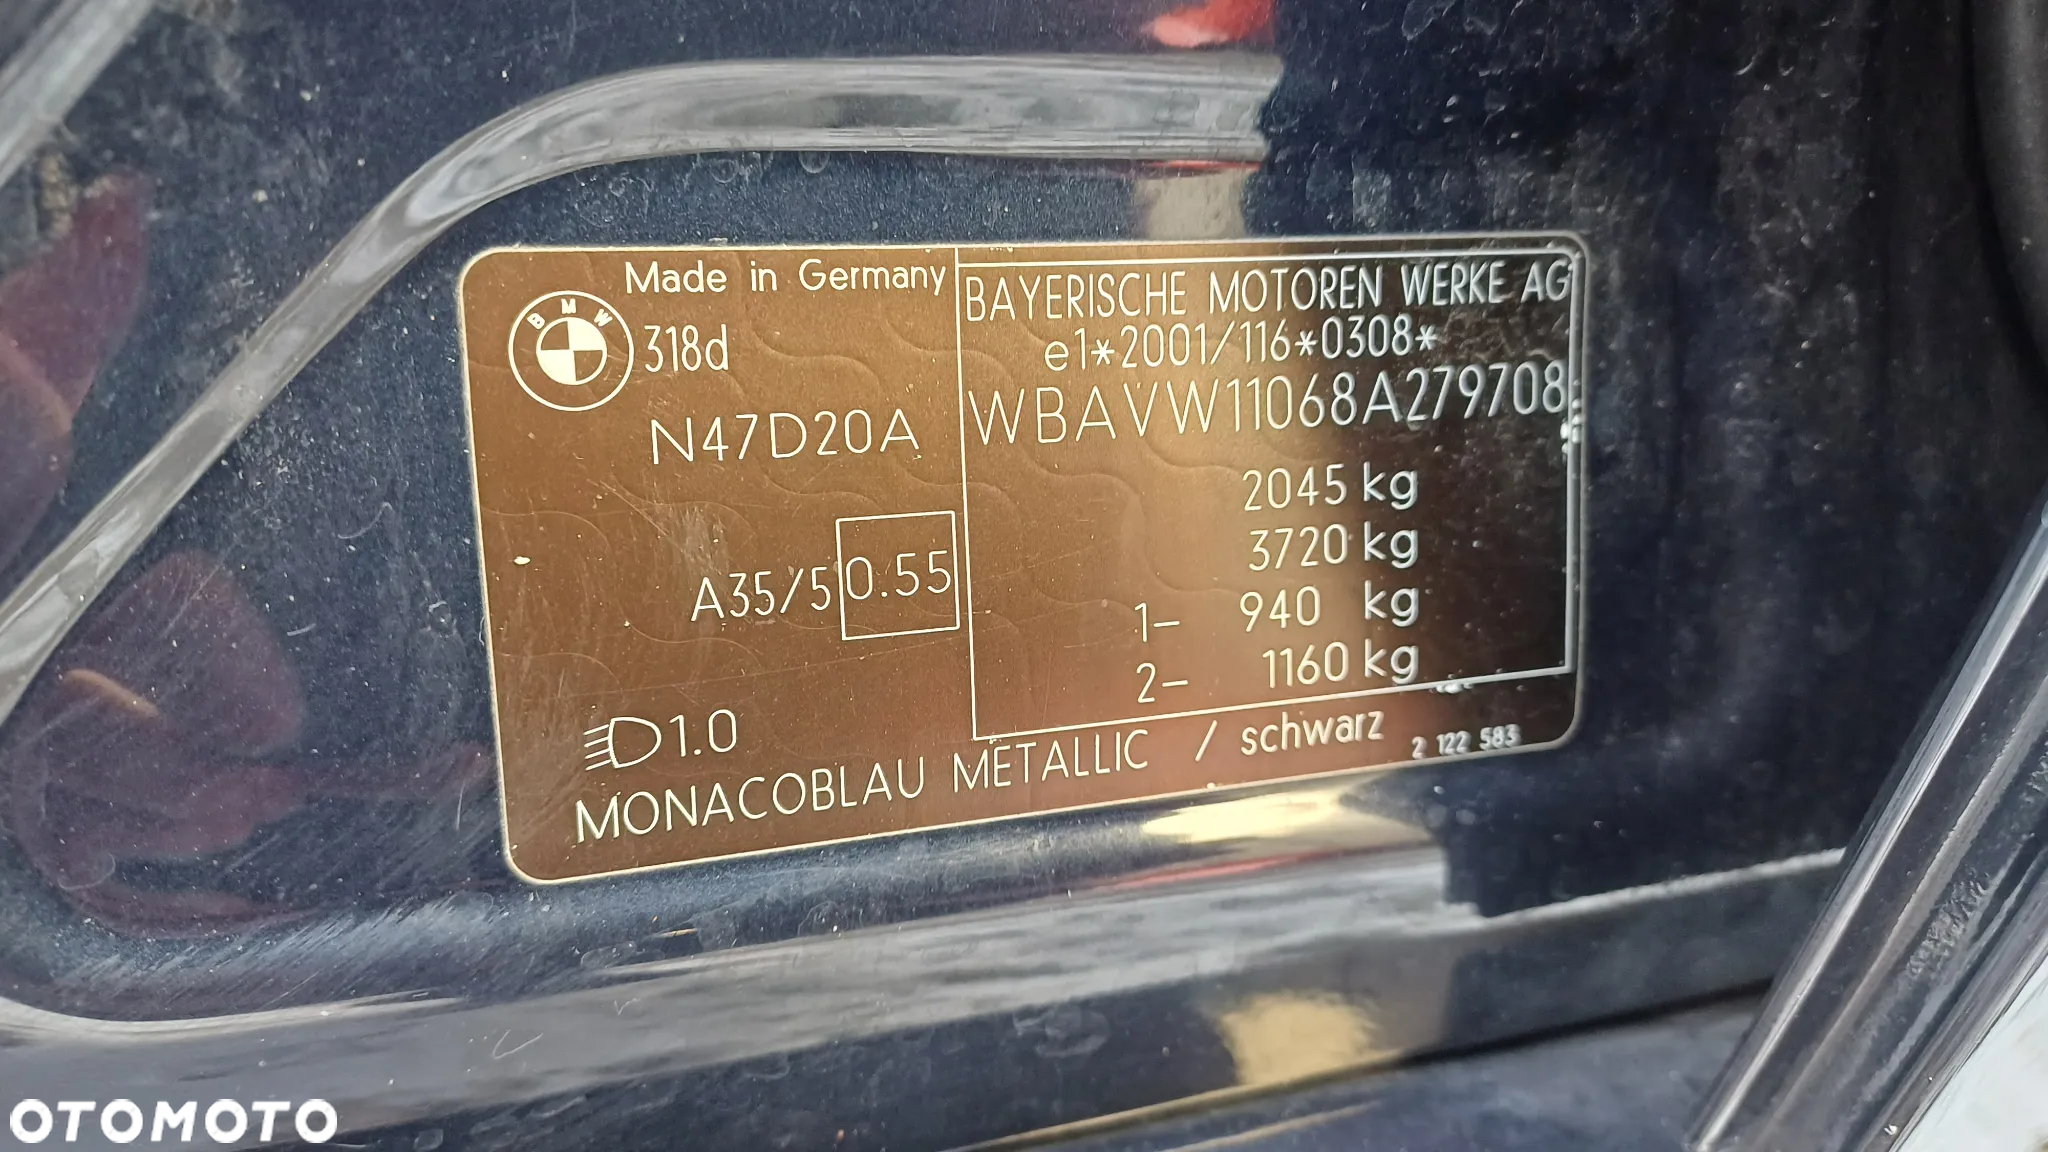 Made in Germany
BMW
318d
N47D20A
A35/5 0.55
1.0
BAYERISCHE MOTOREN WERKE AG
e1*2001/116*0308*
WBAVW11068A279708
2045 kg
3720 kg
1- 940 kg
2- 1160 kg
MONACOBLAU METALLIC / schwarz
2 122 583
OTOMOTO